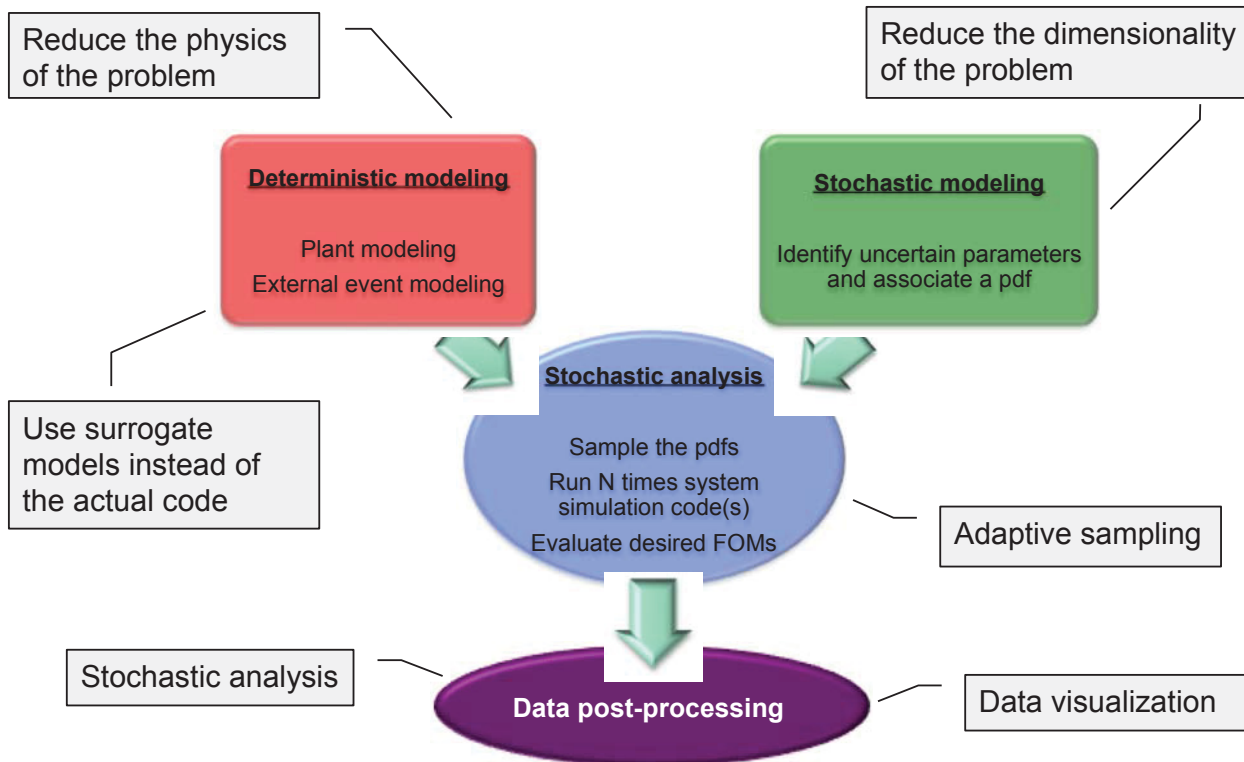 Reduce the physics
of the problem
Reduce the dimensionality
of the problem
Deterministic modeling
Plant modeling
External event modeling
Stochastic modeling
Identify uncertain parameters
and associate a pdf
Use surrogate
models instead of
the actual code
Stochastic analysis
Sample the pdfs
Run N times system
simulation code(s)
Evaluate desired FOMs
Adaptive sampling
Stochastic analysis
Data post-processing
Data visualization